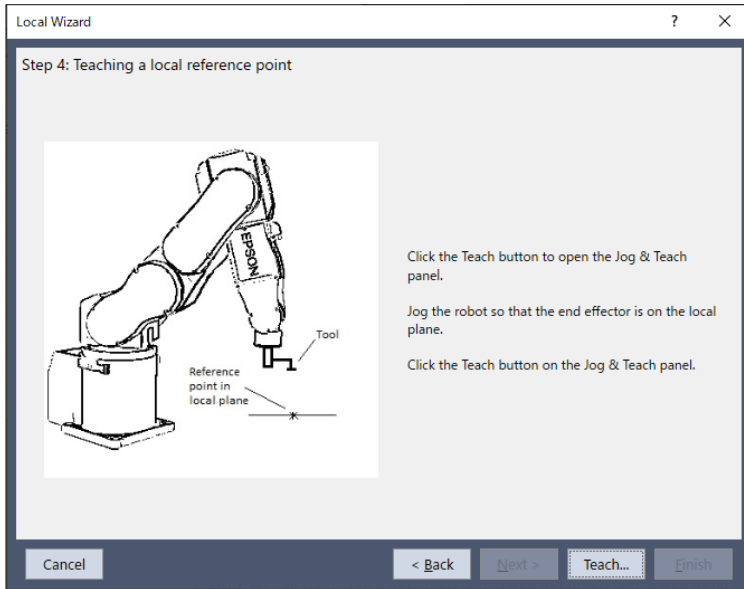 Local Wizard
? ×
Step 4: Teaching a local reference point
EPSON
Tool
Reference
point in
local plane
Click the Teach button to open the Jog & Teach
panel.
Jog the robot so that the end effector is on the local
plane.
Click the Teach button on the Jog & Teach panel.
Cancel
< Back
Next >
Teach...
Finish